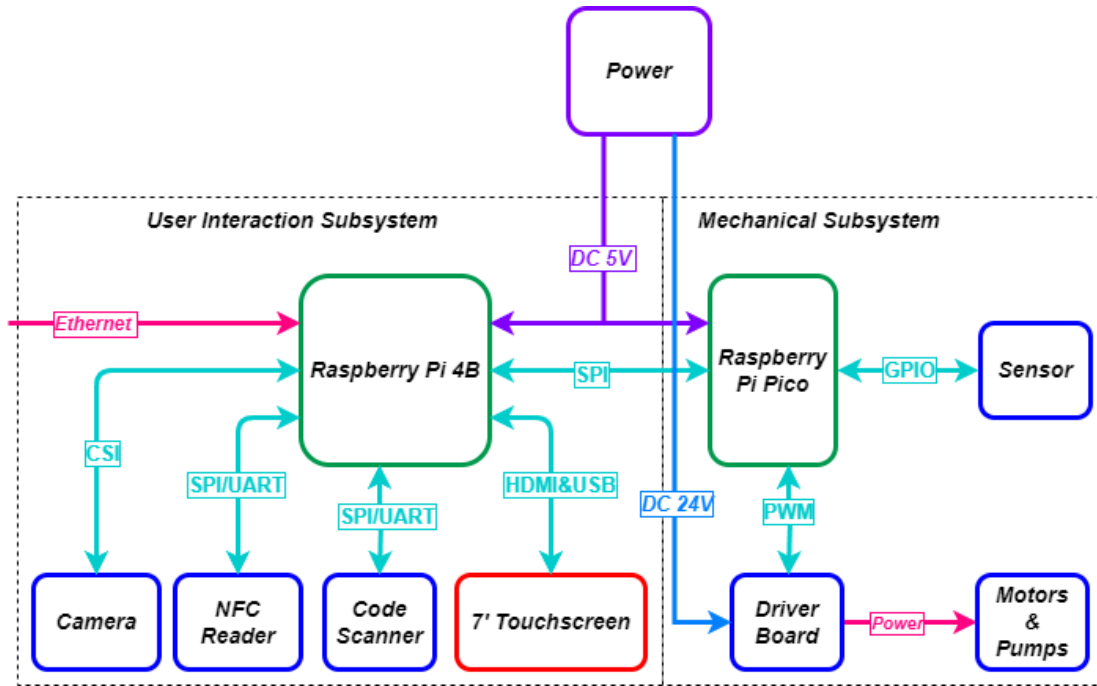 Power
User Interaction Subsystem
Mechanical Subsystem
DC 5V
Ethernet
Raspberry Pi 4B
SPI
Raspberry
Pi Pico
GPIO
Sensor
CSI
SPI/UART
SPI/UART
HDMI&USB
DC 24V
PWM
Camera
NFC
Reader
Code
Scanner
7' Touchscreen
Driver
Board
Power
Motors
&
Pumps